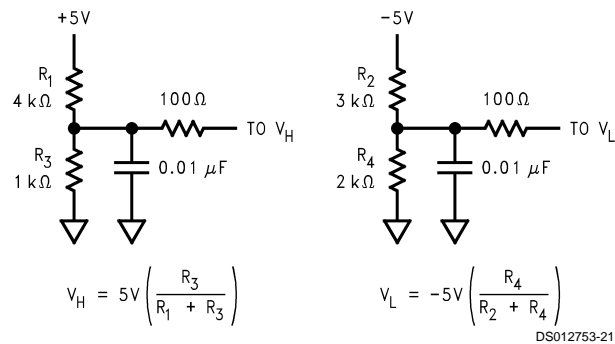 +5V
R1
4 kΩ
100Ω
TO VH
R3
1 kΩ
0.01 μF
VH = 5V(R3 / (R1 + R3))
-5V
R2
3 kΩ
100Ω
TO VL
R4
2 kΩ
0.01 μF
VL = -5V(R4 / (R2 + R4))
DS012753-21